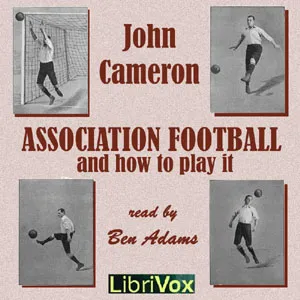 John
Cameron
ASSOCIATION FOOTBALL
and how to play it
read by
Ben Adams
LibriVox